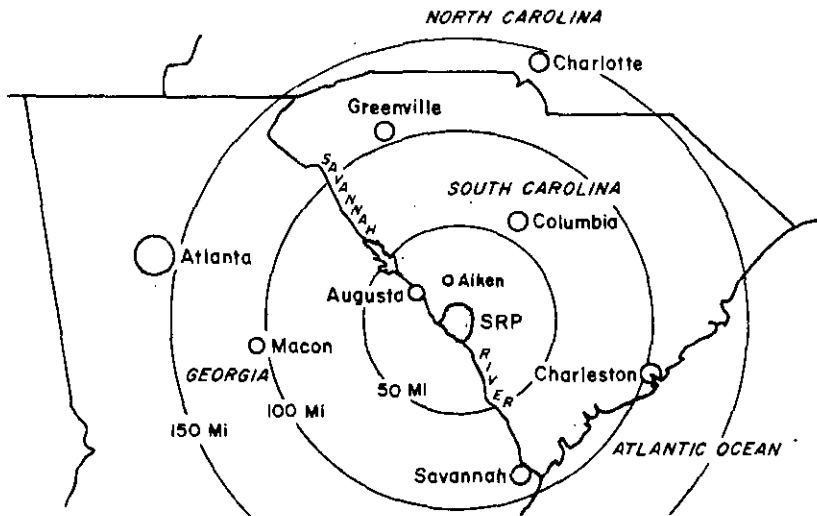 NORTH CAROLINA
Charlotte
Greenville
SAVANNAH
SOUTH CAROLINA
Columbia
Atlanta
Aiken
Augusta
SRP
Macon
RIVER
GEORGIA
50 Mi
Charleston
100 Mi
150 Mi
ATLANTIC OCEAN
Savannah